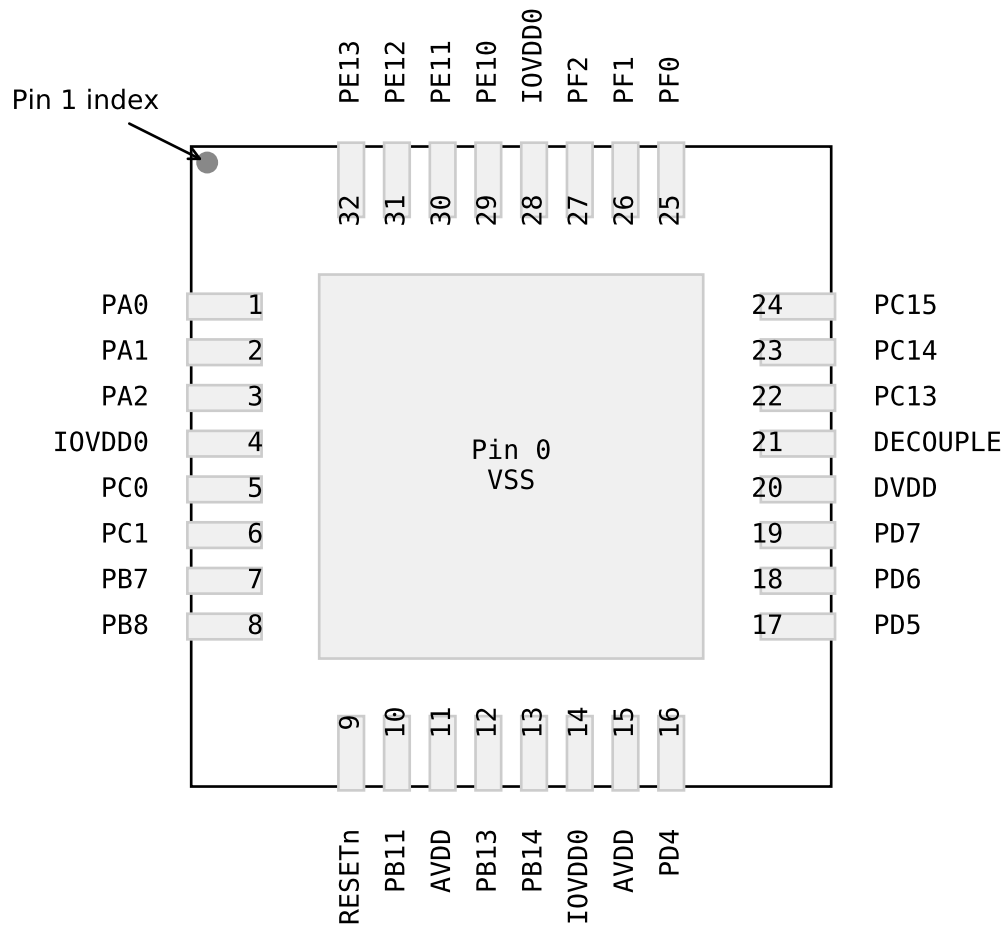 PE13
PE12
PE11
PE10
IOVDD0
PF2
PF1
PF0
Pin 1 index
32
31
30
29
28
27
26
25
PA0 1
PA1 2
PA2 3
IOVDD0 4
PC0 5
PC1 6
PB7 7
PB8 8
Pin 0
VSS
24 PC15
23 PC14
22 PC13
21 DECOUPLE
20 DVDD
19 PD7
18 PD6
17 PD5
9
10
11
12
13
14
15
16
RESETn
PB11
AVDD
PB13
PB14
IOVDD0
AVDD
PD4